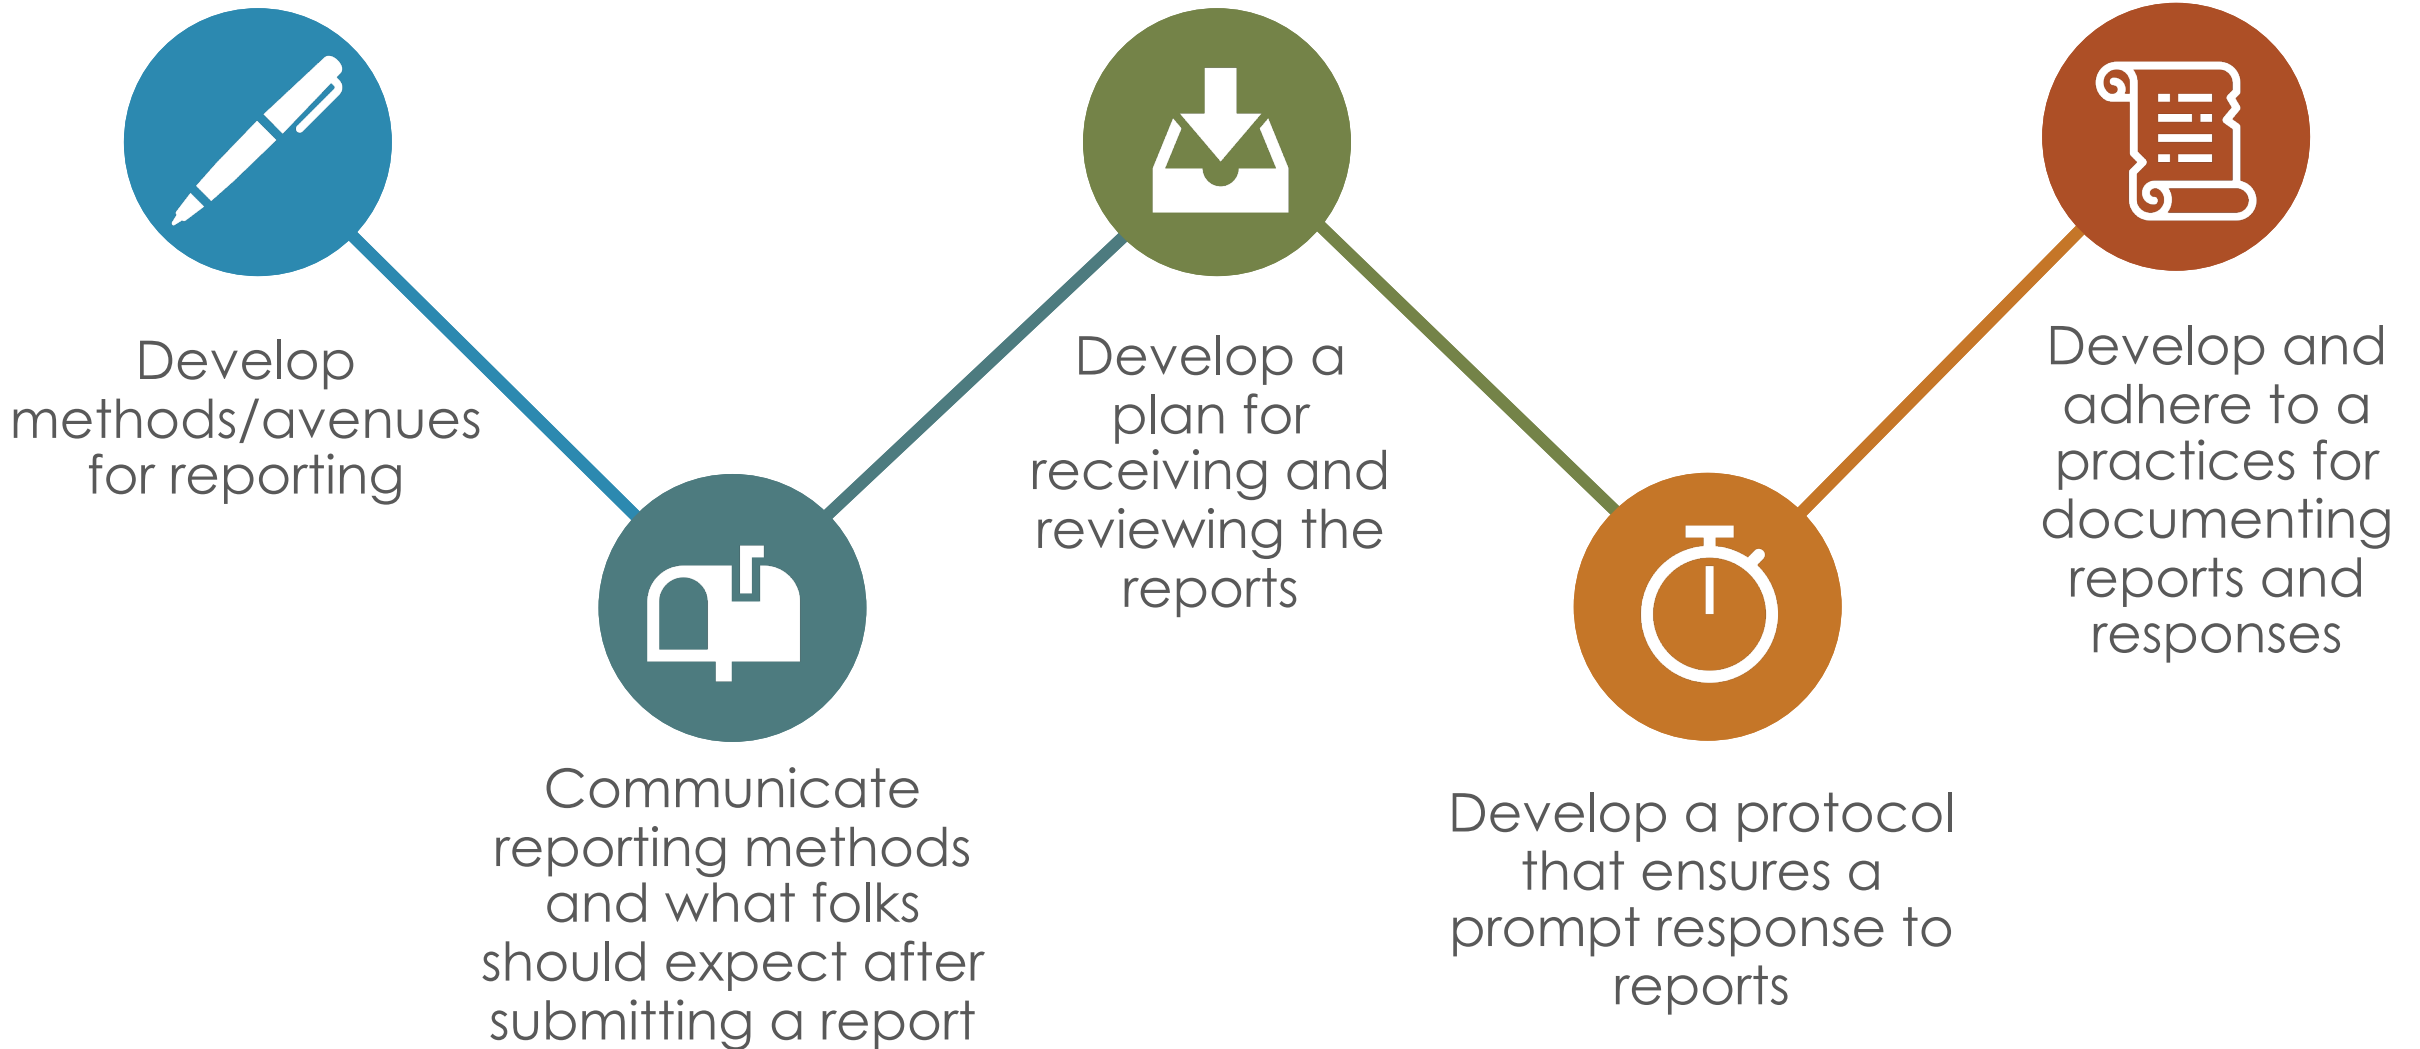 Develop
methods/avenues
for reporting
Communicate
reporting methods
and what folks
should expect after
submitting a report
Develop a
plan for
receiving and
reviewing the
reports
Develop a protocol
that ensures a
prompt response to
reports
Develop and
adhere to a
practices for
documenting
reports and
responses